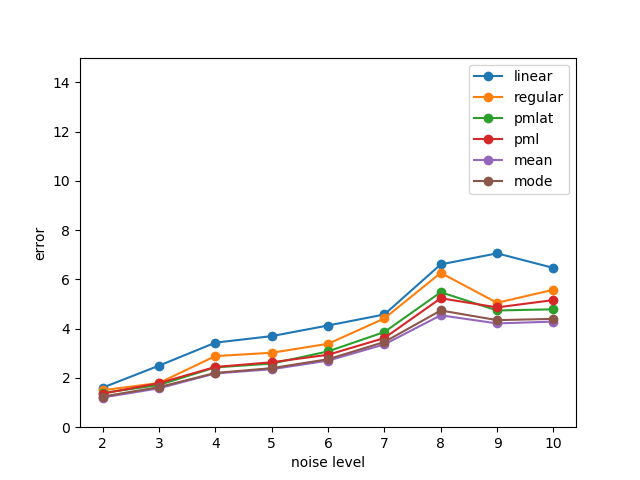 14
12
10
8
6
4
2
0
error
2 3 4 5 6 7 8 9 10
noise level
linear
regular
pmlat
pml
mean
mode